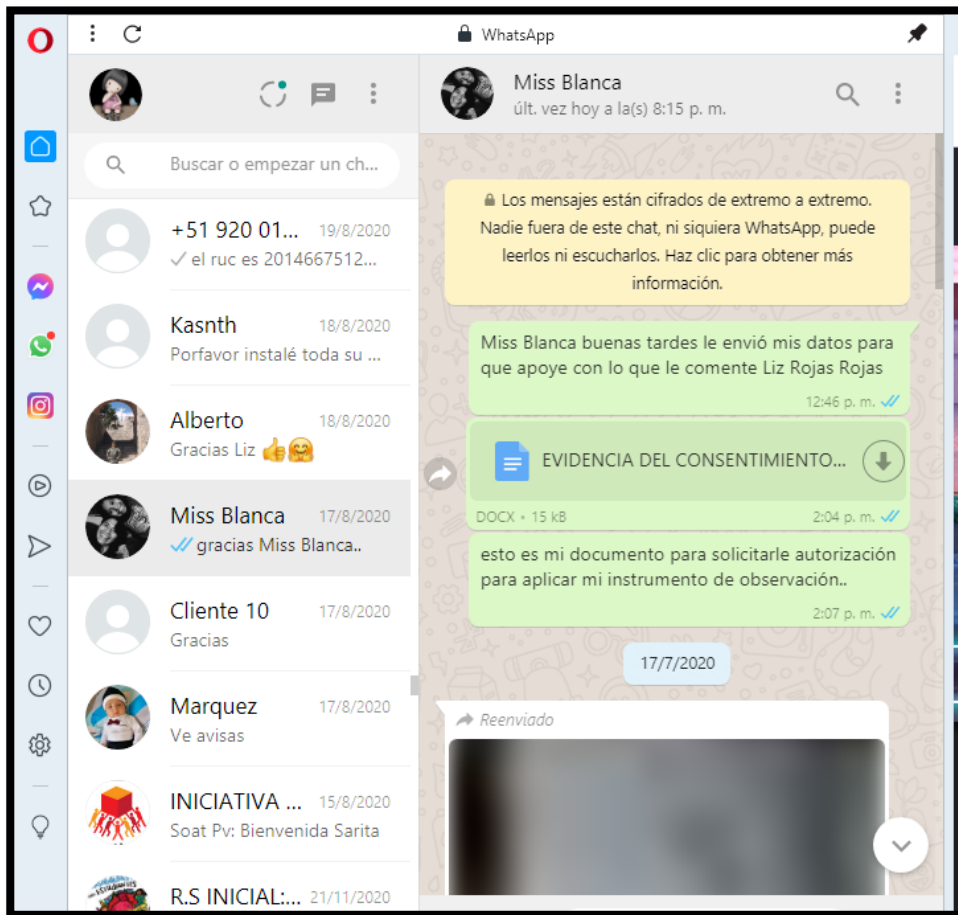 WhatsApp
Miss Blanca
últ. vez hoy a la(s) 8:15 p. m.
Buscar o empezar un ch...
+51 920 01... 19/8/2020
el ruc es 2014667512...
Kasnth 18/8/2020
Porfavor instalé toda su ...
Alberto 18/8/2020
Gracias Liz 👍🤗
Miss Blanca 17/8/2020
gracias Miss Blanca..
Cliente 10 17/8/2020
Gracias
Marquez 17/8/2020
Ve avisas
INICIATIVA ... 15/8/2020
Soat Pv: Bienvenida Sarita
R.S INICIAL:... 21/11/2020
Los mensajes están cifrados de extremo a extremo.
Nadie fuera de este chat, ni siquiera WhatsApp, puede
leerlos ni escucharlos. Haz clic para obtener más
información.
Miss Blanca buenas tardes le envió mis datos para
que apoye con lo que le comente Liz Rojas Rojas
12:46 p. m.
EVIDENCIA DEL CONSENTIMIENTO...
DOCX • 15 kB 2:04 p. m.
esto es mi documento para solicitarle autorización
para aplicar mi instrumento de observación..
2:07 p. m.
17/7/2020
Reenviado